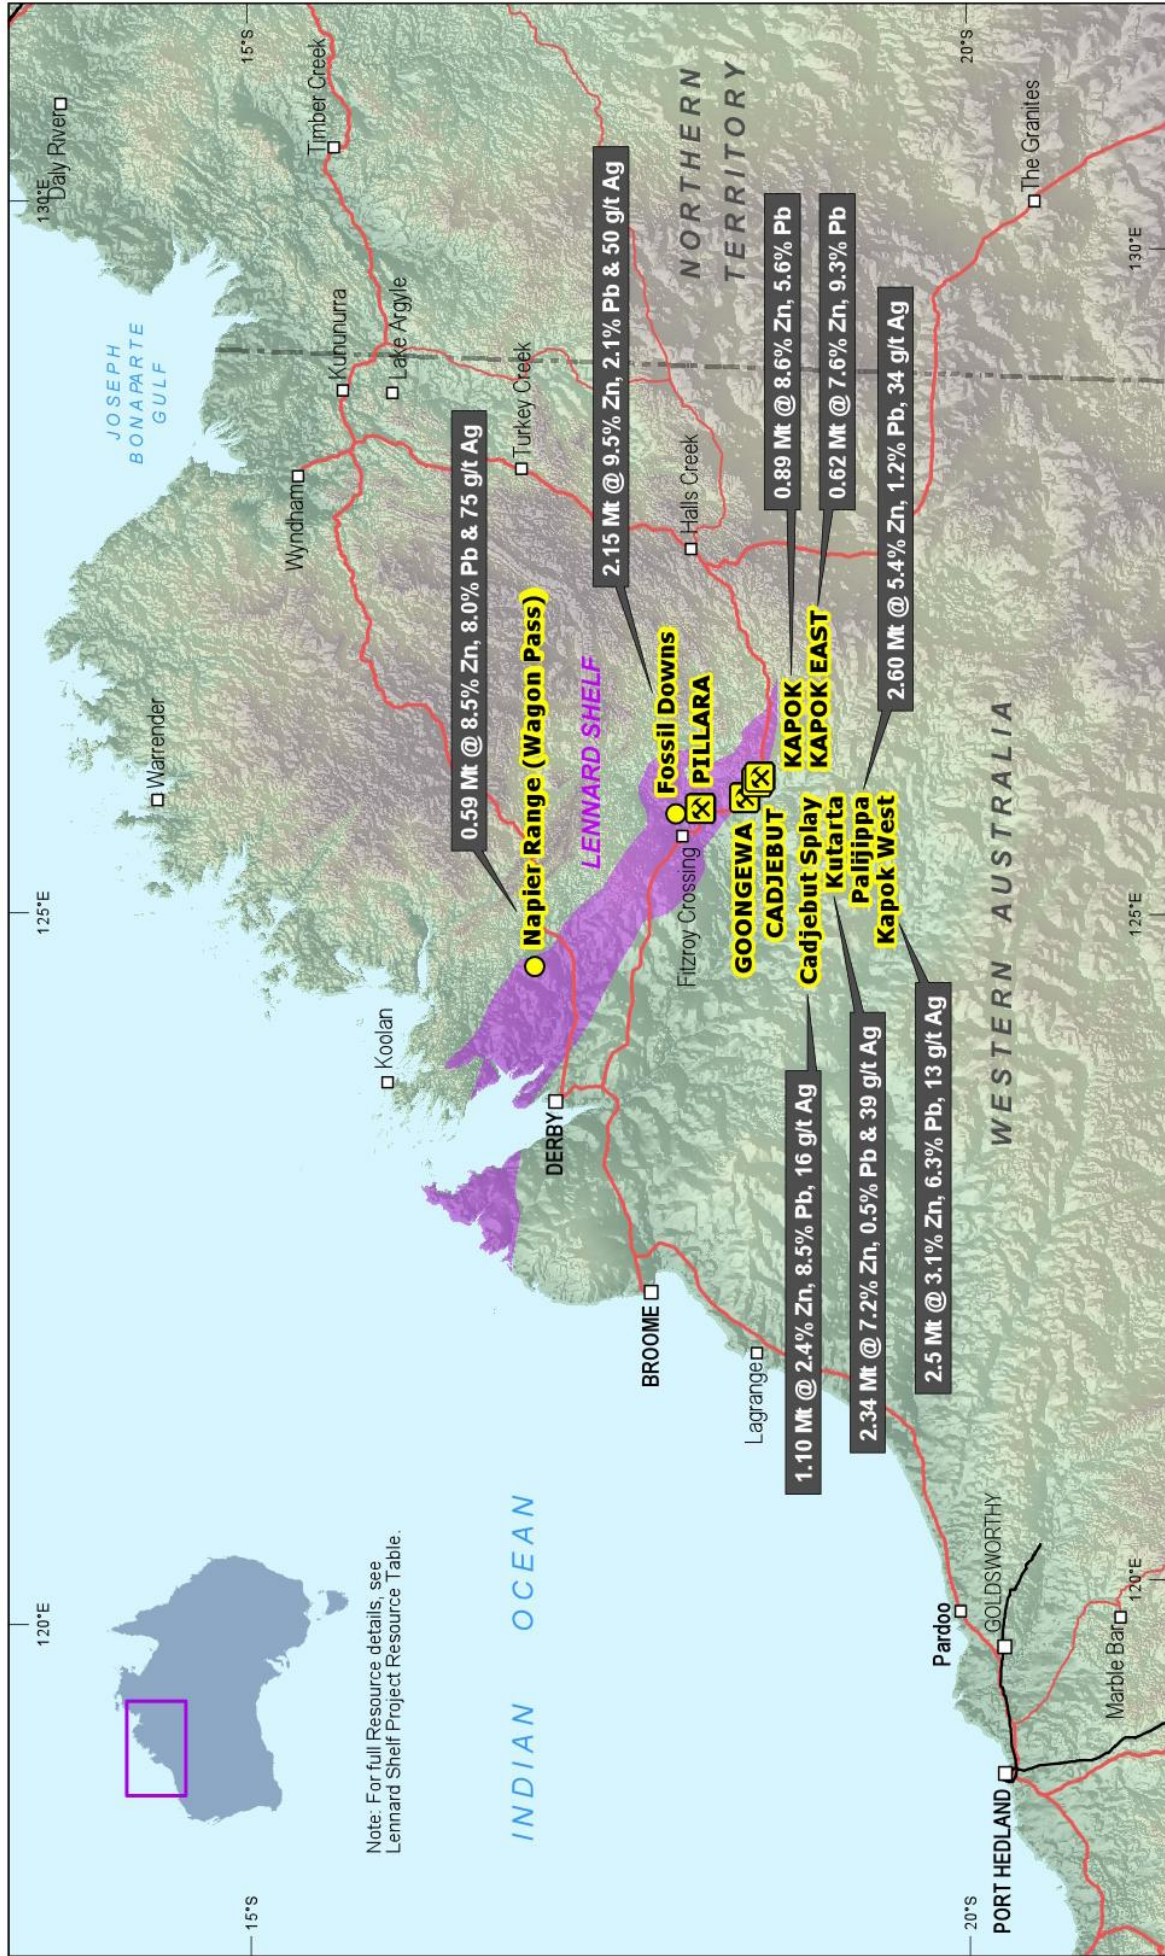 120°E
125°E
130°E
Daly River
JOSEPH
BONAPARTE
GULF
Warrender
15°S
15°S
Wyndham
Kununurra
Timber Creek
Lake Argyle
Koolan
Note: For full Resource details, see
Lennard Shelf Project Resource Table.
0.59 Mt @ 8.5% Zn, 8.0% Pb & 75 g/t Ag
Turkey Creek
INDIAN OCEAN
DERBY
Napier Range (Wagon Pass)
LENNARD SHELF
2.15 Mt @ 9.5% Zn, 2.1% Pb & 50 g/t Ag
BROOME
Fossil Downs
Fitzroy Crossing
PILLARA
Halls Creek
NORTHERN
TERRITORY
Lagrange
GOONGEWA
CADJEBUT
KAPOK
KAPOK EAST
0.89 Mt @ 8.6% Zn, 5.6% Pb
0.62 Mt @ 7.6% Zn, 9.3% Pb
1.10 Mt @ 2.4% Zn, 8.5% Pb, 16 g/t Ag
Cadjebut Splay
Kutarta
Palijippa
Kapok West
2.34 Mt @ 7.2% Zn, 0.5% Pb & 39 g/t Ag
2.60 Mt @ 5.4% Zn, 1.2% Pb, 34 g/t Ag
2.5 Mt @ 3.1% Zn, 6.3% Pb, 13 g/t Ag
Pardoo
20°S
20°S
PORT HEDLAND
GOLDSWORTHY
WESTERN AUSTRALIA
The Granites
Marble Bar
120°E
125°E
130°E